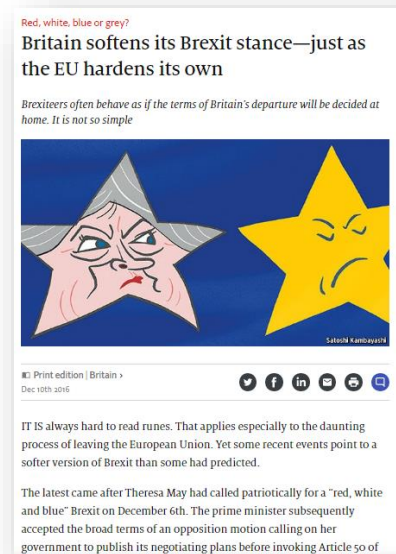 Red, white, blue or grey?
Britain softens its Brexit stance—just as
the EU hardens its own
Brexiteers often behave as if the terms of Britain's departure will be decided at
home. It is not so simple
Satoshi Kambayashi
Print edition | Britain ›
Dec 10th 2016
IT IS always hard to read runes. That applies especially to the daunting
process of leaving the European Union. Yet some recent events point to a
softer version of Brexit than some had predicted.
The latest came after Theresa May had called patriotically for a "red, white
and blue" Brexit on December 6th. The prime minister subsequently
accepted the broad terms of an opposition motion calling on her
government to publish its negotiating plans before invoking Article 50 of